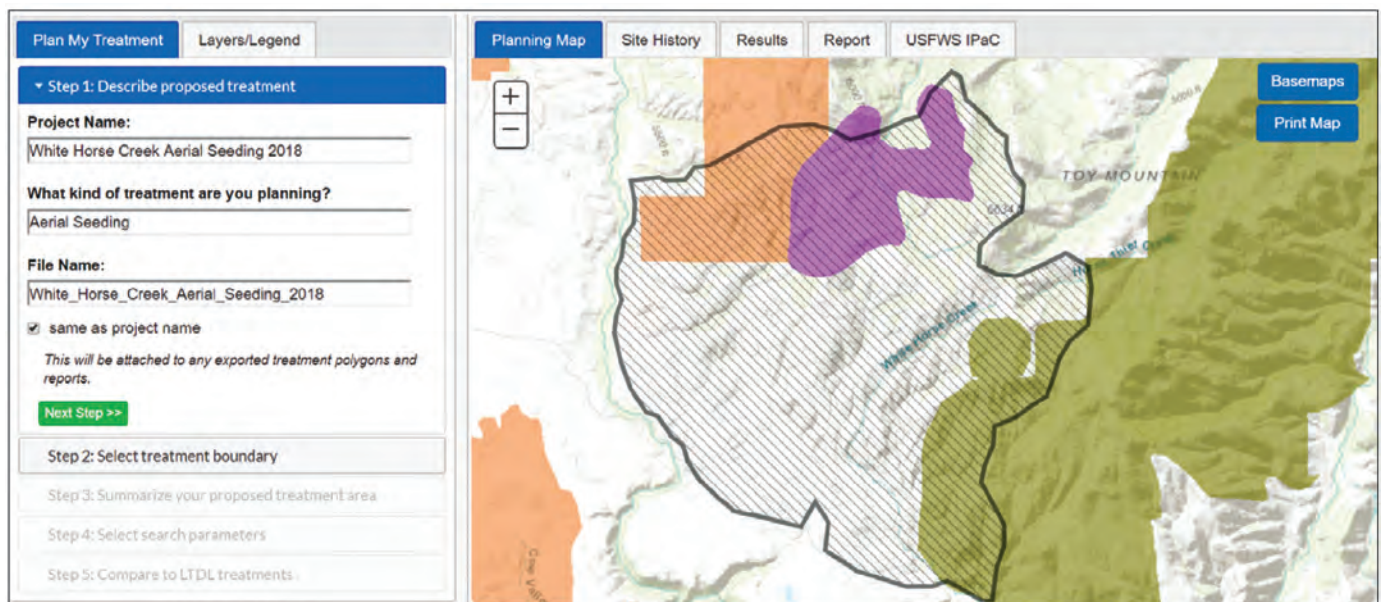 Plan My Treatment
Layers/Legend
Step 1: Describe proposed treatment
Project Name:
White Horse Creek Aerial Seeding 2018
What kind of treatment are you planning?
Aerial Seeding
File Name:
White_Horse_Creek_Aerial_Seeding_2018
same as project name
This will be attached to any exported treatment polygons and
reports.
Next Step >>
Step 2: Select treatment boundary
Step 3: Summarize your proposed treatment area
Step 4: Select search parameters
Step 5: Compare to LTDL treatments
Planning Map
Site History
Results
Report
USFWS IPaC
+
−
Basemaps
Print Map
5000 ft
TOY MOUNTAIN
White Horse Creek